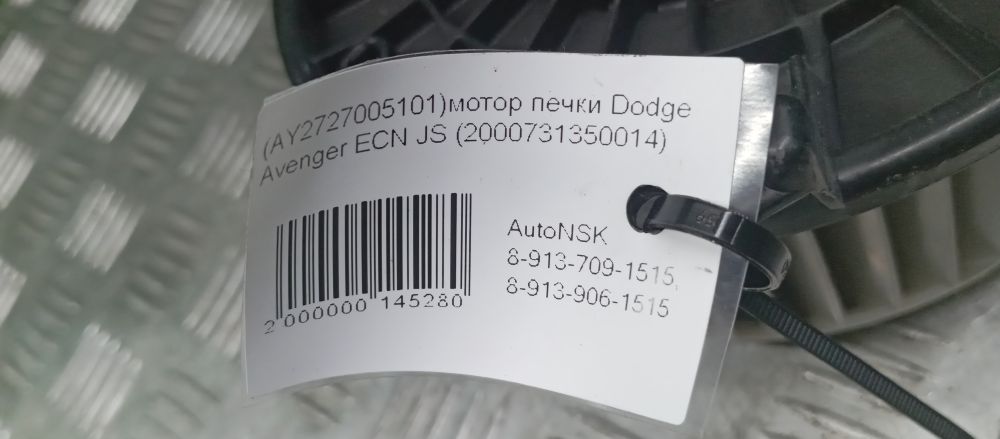 (AY2727005101)мотор печки Dodge
Avenger ECN JS (2000731350014)
AutoNSK
8-913-709-1515,
8-913-906-1515
2 000000 145280